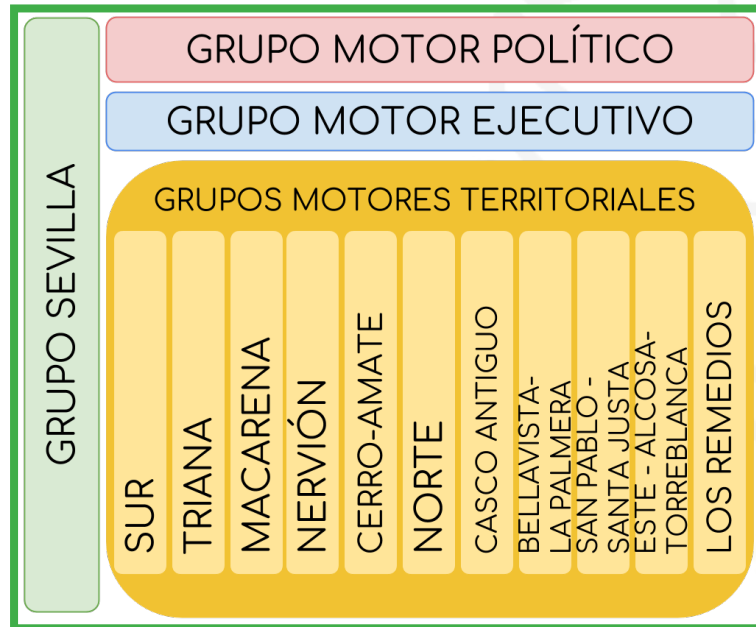 GRUPO SEVILLA
GRUPO MOTOR POLÍTICO
GRUPO MOTOR EJECUTIVO
GRUPOS MOTORES TERRITORIALES
SUR
TRIANA
MACARENA
NERVIÓN
CERRO-AMATE
NORTE
CASCO ANTIGUO
BELLAVISTA-
LA PALMERA
SAN PABLO -
SANTA JUSTA
ESTE - ALCOSA-
TORREBLANCA
LOS REMEDIOS